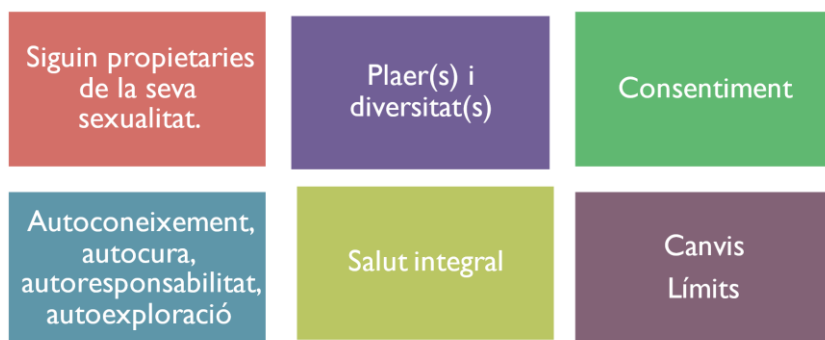 Siguin propietaries
de la seva
sexualitat.
Plaer(s) i
diversitat(s)
Consentiment
Autoconeixement,
autocura,
autoresponsabilitat,
autoexploració
Salut integral
Canvis
Límits